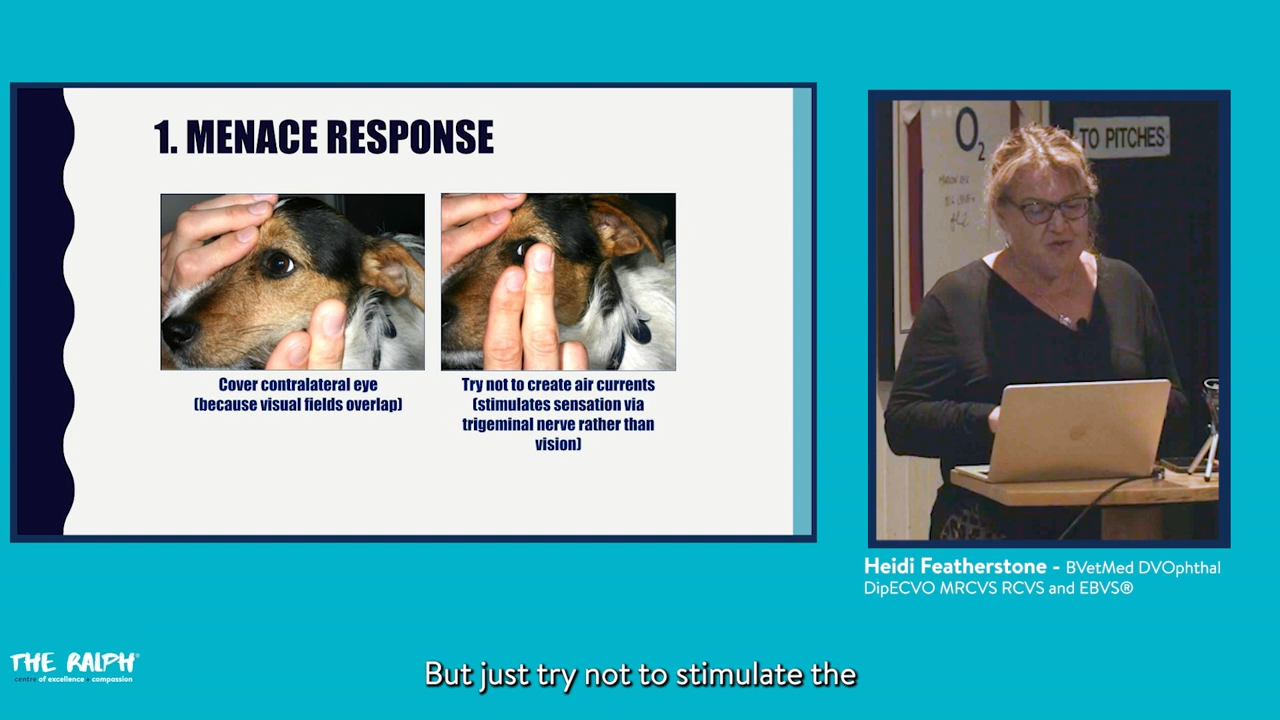 1. MENACE RESPONSE
Cover contralateral eye
(because visual fields overlap)
Try not to create air currents
(stimulates sensation via
trigeminal nerve rather than
vision)
O2
TO PITCHES
Heidi Featherstone - BVetMed DVOphthal
DipECVO MRCVS RCVS and EBVS®
THE RALPH®
centre of excellence + compassion
But just try not to stimulate the